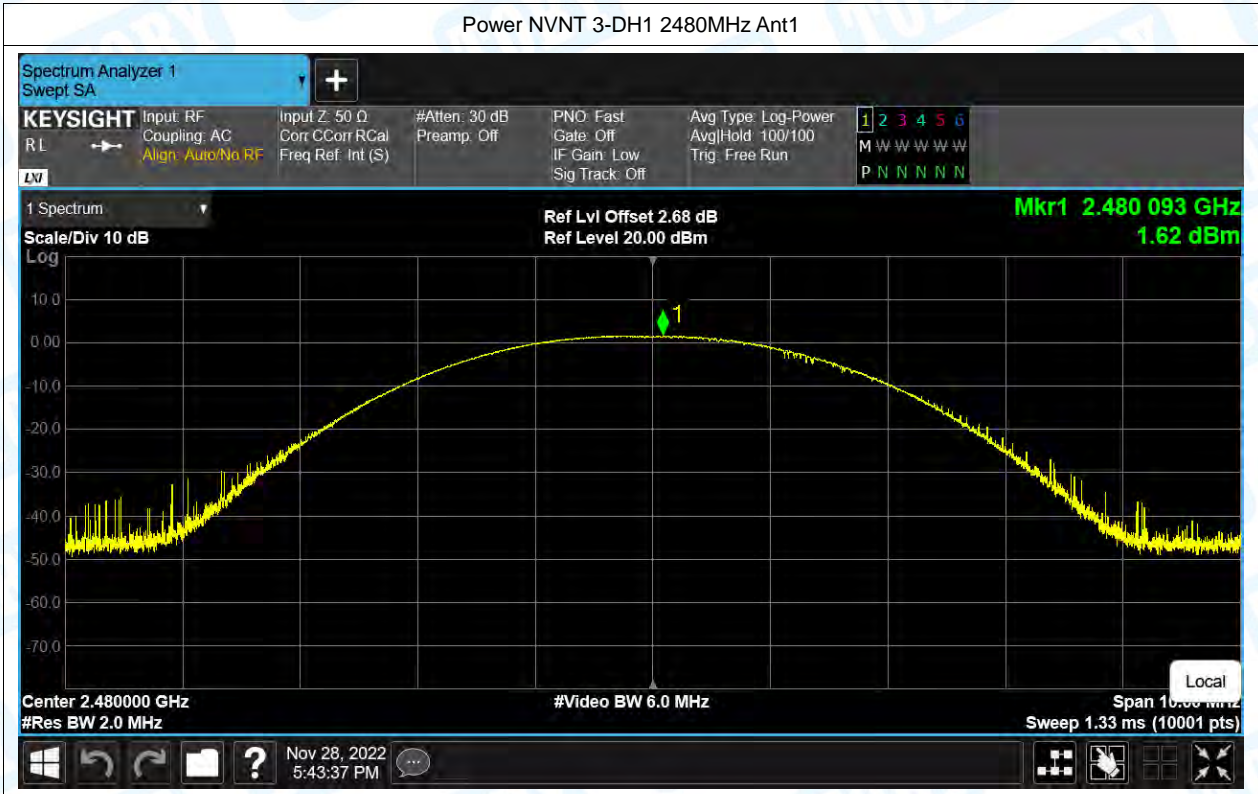 Power NVNT 3-DH1 2480MHz Ant1
Spectrum Analyzer 1
Swept SA
KEYSIGHT
RL
LXI
Input: RF
Coupling: AC
Align: Auto/No RF
Input Z: 50 Ω
Corr CCorr RCal
Freq Ref: Int (S)
#Atten: 30 dB
Preamp: Off
PNO: Fast
Gate: Off
IF Gain: Low
Sig Track: Off
Avg Type: Log-Power
Avg|Hold: 100/100
Trig: Free Run
1 2 3 4 5 6
M W W W W W W
P N N N N N N
1 Spectrum
Scale/Div 10 dB
Log
Ref Lvl Offset 2.68 dB
Ref Level 20.00 dBm
Mkr1 2.480 093 GHz
1.62 dBm
1
10.0
0.00
-10.0
-20.0
-30.0
-40.0
-50.0
-60.0
-70.0
Local
Center 2.480000 GHz
#Res BW 2.0 MHz
#Video BW 6.0 MHz
Span 10.00 MHz
Sweep 1.33 ms (10001 pts)
?
Nov 28, 2022
5:43:37 PM